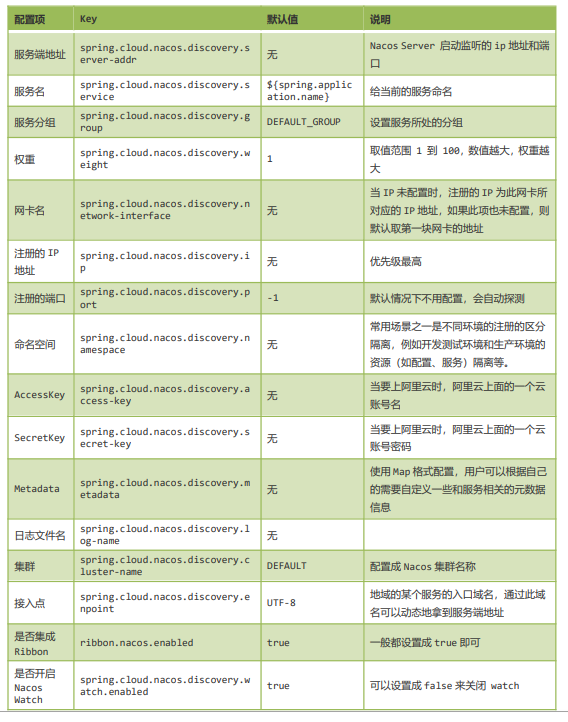 配置项 Key 默认值 说明
服务端地址 spring.cloud.nacos.discovery.s 无 Nacos Server 启动监听的 ip 地址和端
erver-addr 口
服务名 spring.cloud.nacos.discovery.s ${spring.applic 给当前的服务命名
ervice ation.name}
服务分组 spring.cloud.nacos.discovery.g DEFAULT_GROUP 设置服务所处的分组
roup
权重 spring.cloud.nacos.discovery.w 1 取值范围 1 到 100，数值越大，权重越
eight 大
网卡名 spring.cloud.nacos.discovery.n 无 当 IP 未配置时，注册的 IP 为此网卡所
etwork-interface 对应的 IP 地址，如果此项也未配置，则
默认取第一块网卡的地址
注册的 IP spring.cloud.nacos.discovery.i 无 优先级最高
地址 p
注册的端口 spring.cloud.nacos.discovery.p -1 默认情况下不用配置，会自动探测
ort
命名空间 spring.cloud.nacos.discovery.n 无 常用场景之一是不同环境的注册的区分
amespace 隔离，例如开发测试环境和生产环境的
资源（如配置、服务）隔离等。
AccessKey spring.cloud.nacos.discovery.a 无 当要上阿里云时，阿里云上面的一个云
ccess-key 账号名
SecretKey spring.cloud.nacos.discovery.s 无 当要上阿里云时，阿里云上面的一个云
ecret-key 账号密码
Metadata spring.cloud.nacos.discovery.m 无 使用 Map 格式配置，用户可以根据自己
etadata 的需要自定义一些和服务相关的元数据
信息
日志文件名 spring.cloud.nacos.discovery.l 无
og-name
集群 spring.cloud.nacos.discovery.c DEFAULT 配置成 Nacos 集群名称
luster-name
接入点 spring.cloud.nacos.discovery.e UTF-8 地域的某个服务的入口域名，通过此域
npoint 名可以动态地拿到服务端地址
是否集成 ribbon.nacos.enabled true 一般都设置成 true 即可
Ribbon
是否开启 spring.cloud.nacos.discovery.w true 可以设置成 false 来关闭 watch
Nacos atch.enabled
Watch